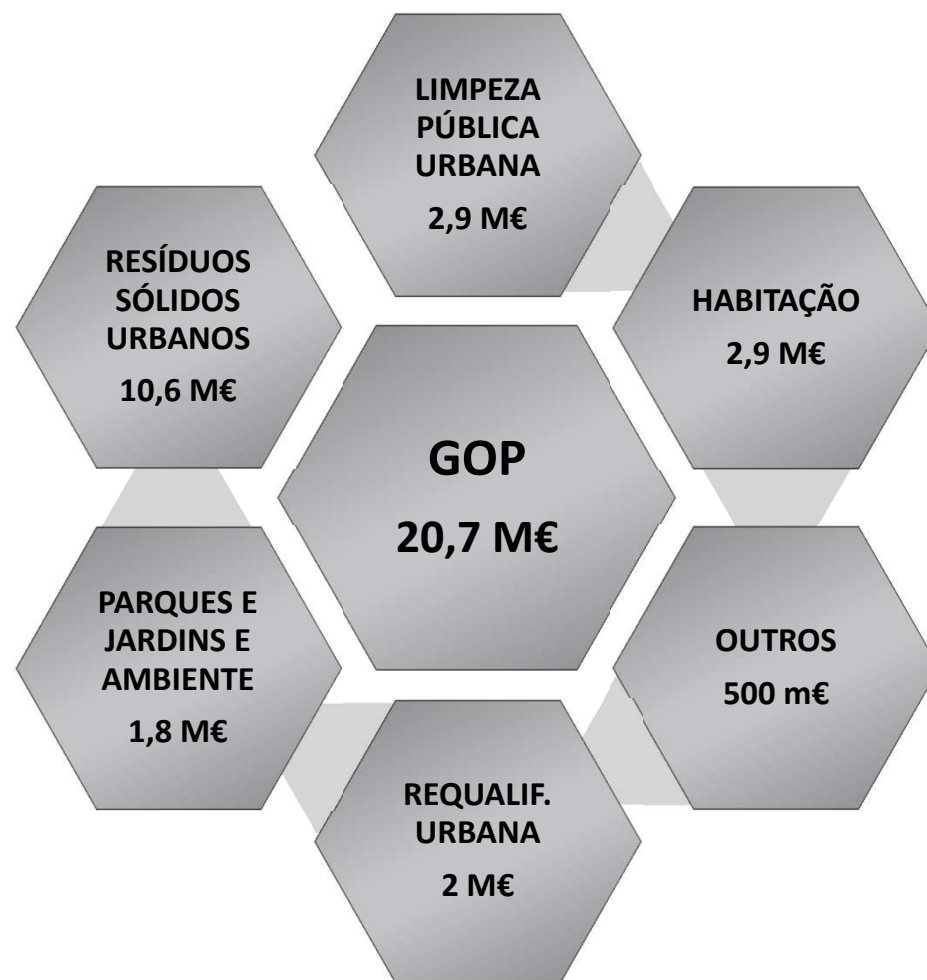 LIMPEZA
PÚBLICA
URBANA
2,9 M€
RESÍDUOS
SÓLIDOS
URBANOS
10,6 M€
HABITAÇÃO
2,9 M€
GOP
20,7 M€
PARQUES E
JARDINS E
AMBIENTE
1,8 M€
OUTROS
500 m€
REQUALIF.
URBANA
2 M€